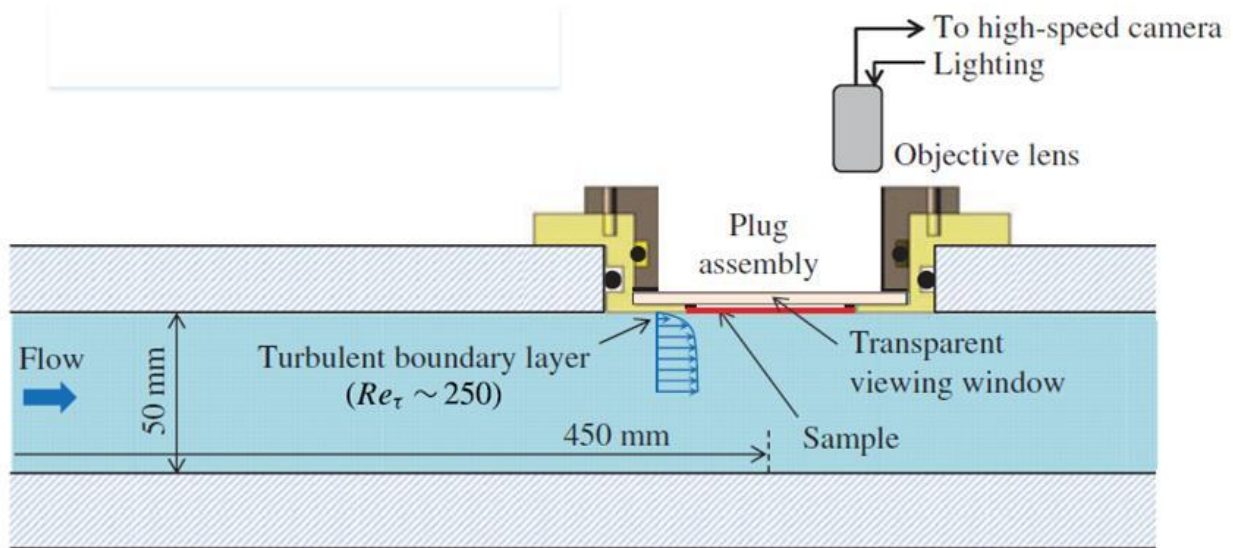 To high-speed camera
Lighting
Objective lens
Plug
assembly
Flow
Turbulent boundary layer
(Re_τ ∼ 250)
Transparent
viewing window
50 mm
450 mm
Sample